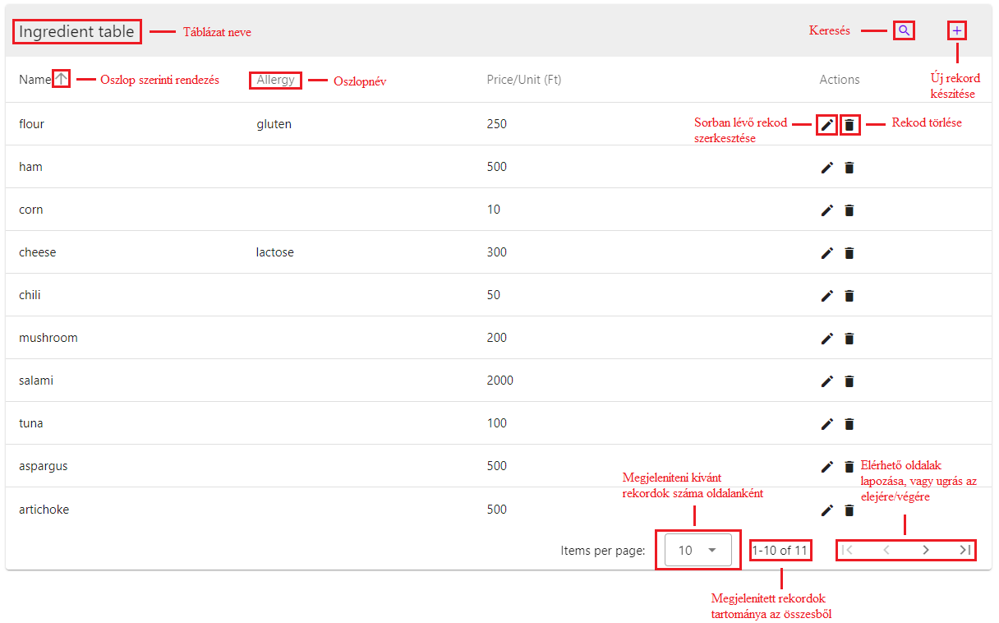 Ingredient table
Táblázat neve
Keresés
Name
Oszlop szerinti rendezés
Allergy
Oszlopnév
Price/Unit (Ft)
Actions
Új rekord
készítése
flour gluten 250
Sorban lévő rekod
szerkesztése
Rekod törlése
ham 500
corn 10
cheese lactose 300
chili 50
mushroom 200
salami 2000
tuna 100
aspargus 500
Elérhető oldalak
lapozása, vagy ugrás az
elejére/végére
Megjeleníteni kívánt
rekordok száma oldalanként
artichoke 500
Items per page: 10 1-10 of 11
Megjelenített rekordok
tartománya az összesből